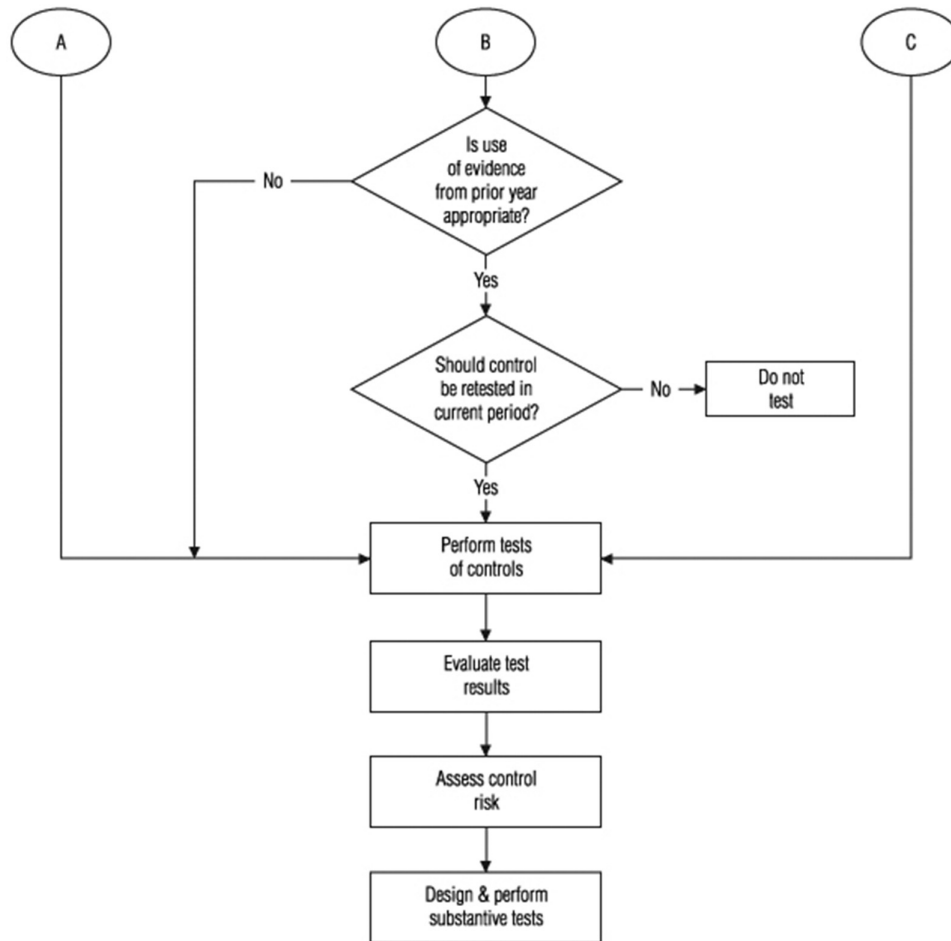 A
B
C
Is use
of evidence
from prior year
appropriate?
No
Yes
Should control
be retested in
current period?
No
Do not
test
Yes
Perform tests
of controls
Evaluate test
results
Assess control
risk
Design & perform
substantive tests